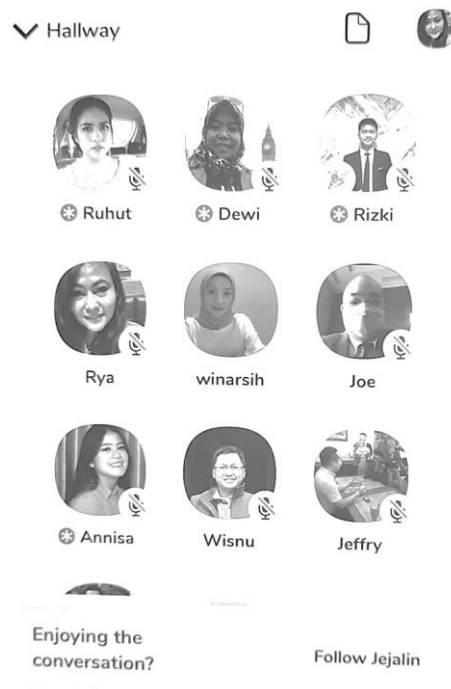 Hallway
Ruhut
Dewi
Rizki
Rya
winarsih
Joe
Annisa
Wisnu
Jeffry
Enjoying the
conversation?
Follow Jejalin